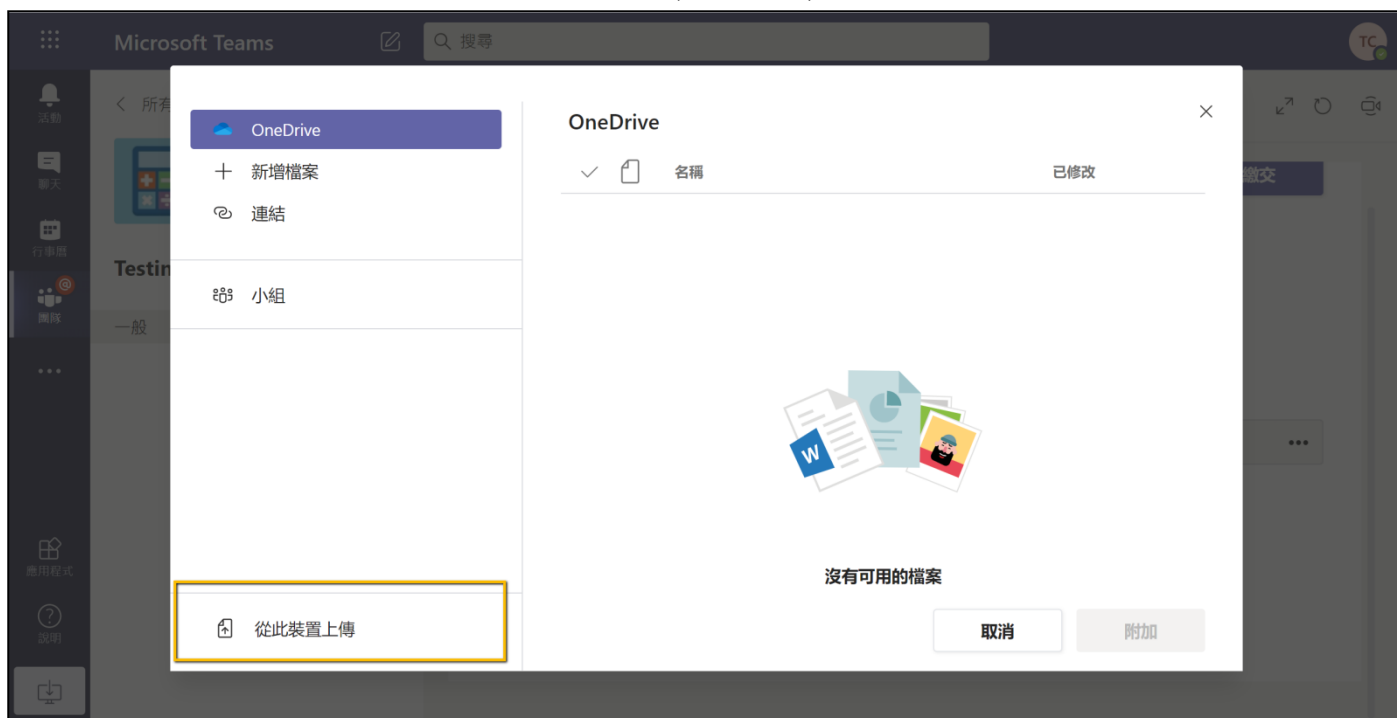 Microsoft Teams
搜尋
TC
活動
聊天
行事曆
團隊
應用程式
說明
所有
Testin
一般
OneDrive
新增檔案
連結
小組
從此裝置上傳
OneDrive
名稱
已修改
W
沒有可用的檔案
取消
附加
繳交